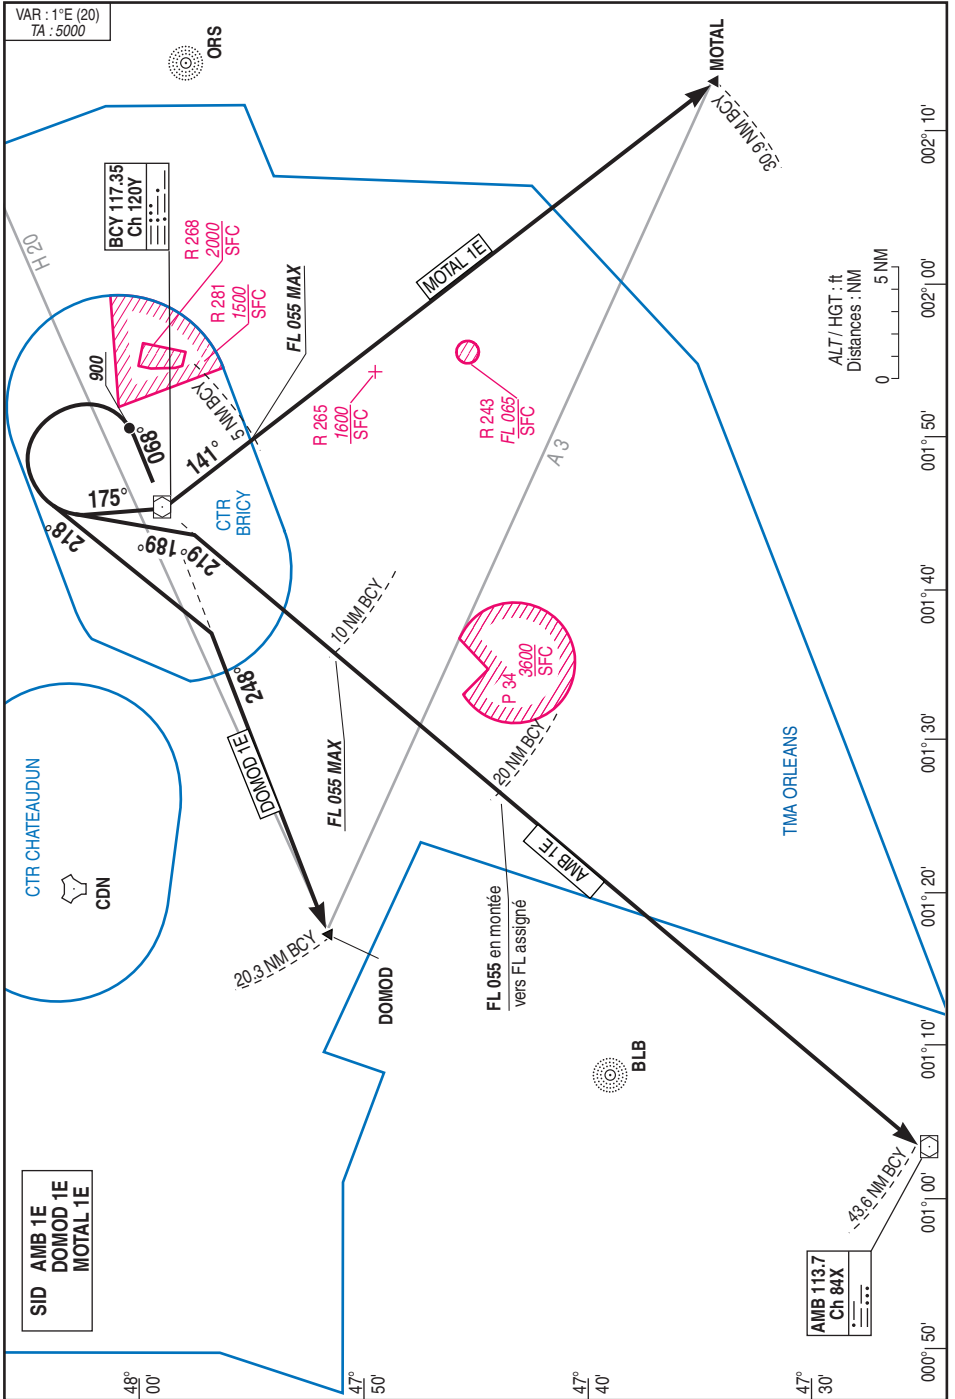 VAR : 1°E (20)
TA : 5000
ORS
MOTAL
30.9 NM BCY
H 20
BCY 117.35
Ch 120Y
R 268
2000
SFC
R 281
1500
SFC
MOTAL 1E
FL 055 MAX
900
5 NM BCY
068°
141°
175°
218°
189°
219°
CTR
BRICY
R 265
1600
SFC
R 243
FL 065
SFC
A 3
ALT / HGT : ft
Distances : NM
0
5 NM
002° 10'
002° 00'
001° 50'
001° 40'
001° 30'
001° 20'
001° 10'
001° 00'
000° 50'
10 NM BCY
248°
DOMOD 1E
FL 055 MAX
P 34
3600
SFC
20 NM BCY
CTR CHATEAUDUN
CDN
TMA ORLEANS
AMB 1E
20.3 NM BCY
DOMOD
FL 055 en montée
vers FL assigné
BLB
43.6 NM BCY
AMB 113.7
Ch 84X
SID AMB 1E
DOMOD 1E
MOTAL 1E
48°
00'
47°
50'
47°
40'
47°
30'